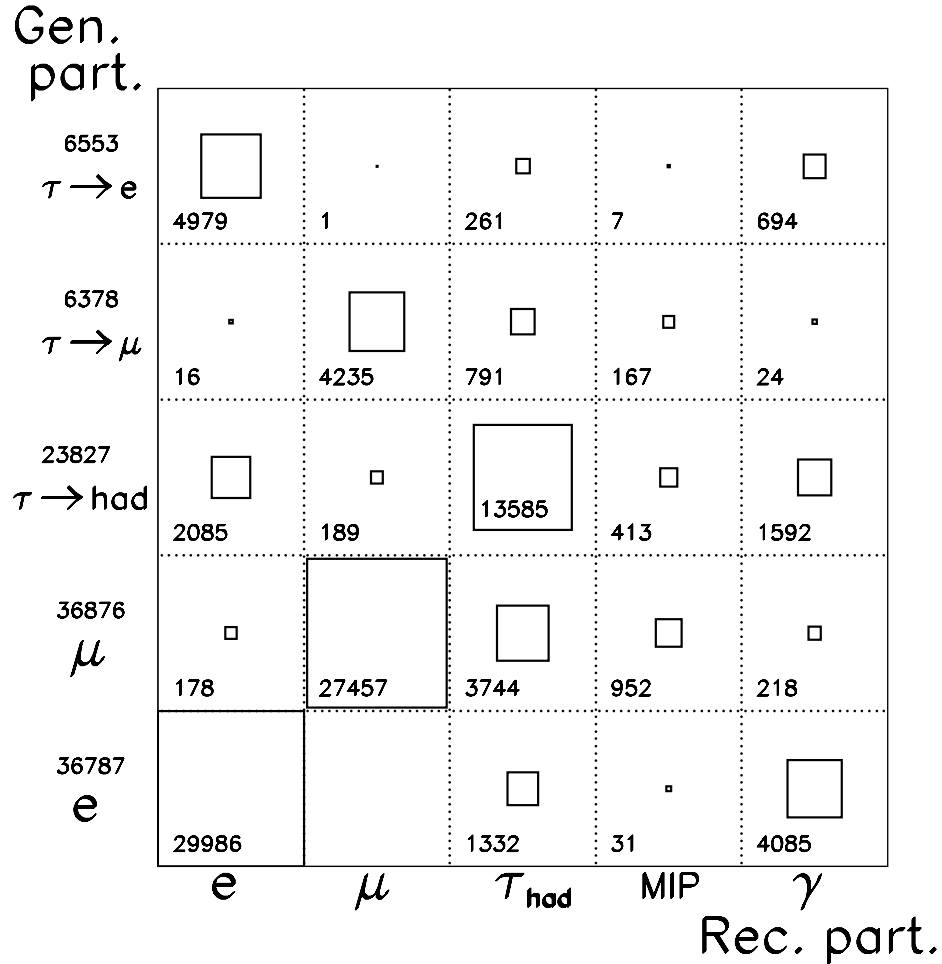 Gen.
part.
6553
τ → e
4979 1 261 7 694
6378
τ → μ
16 4235 791 167 24
23827
τ → had
2085 189 13585 413 1592
36876
μ
178 27457 3744 952 218
36787
e
29986 1332 31 4085
e μ τhad MIP γ
Rec. part.